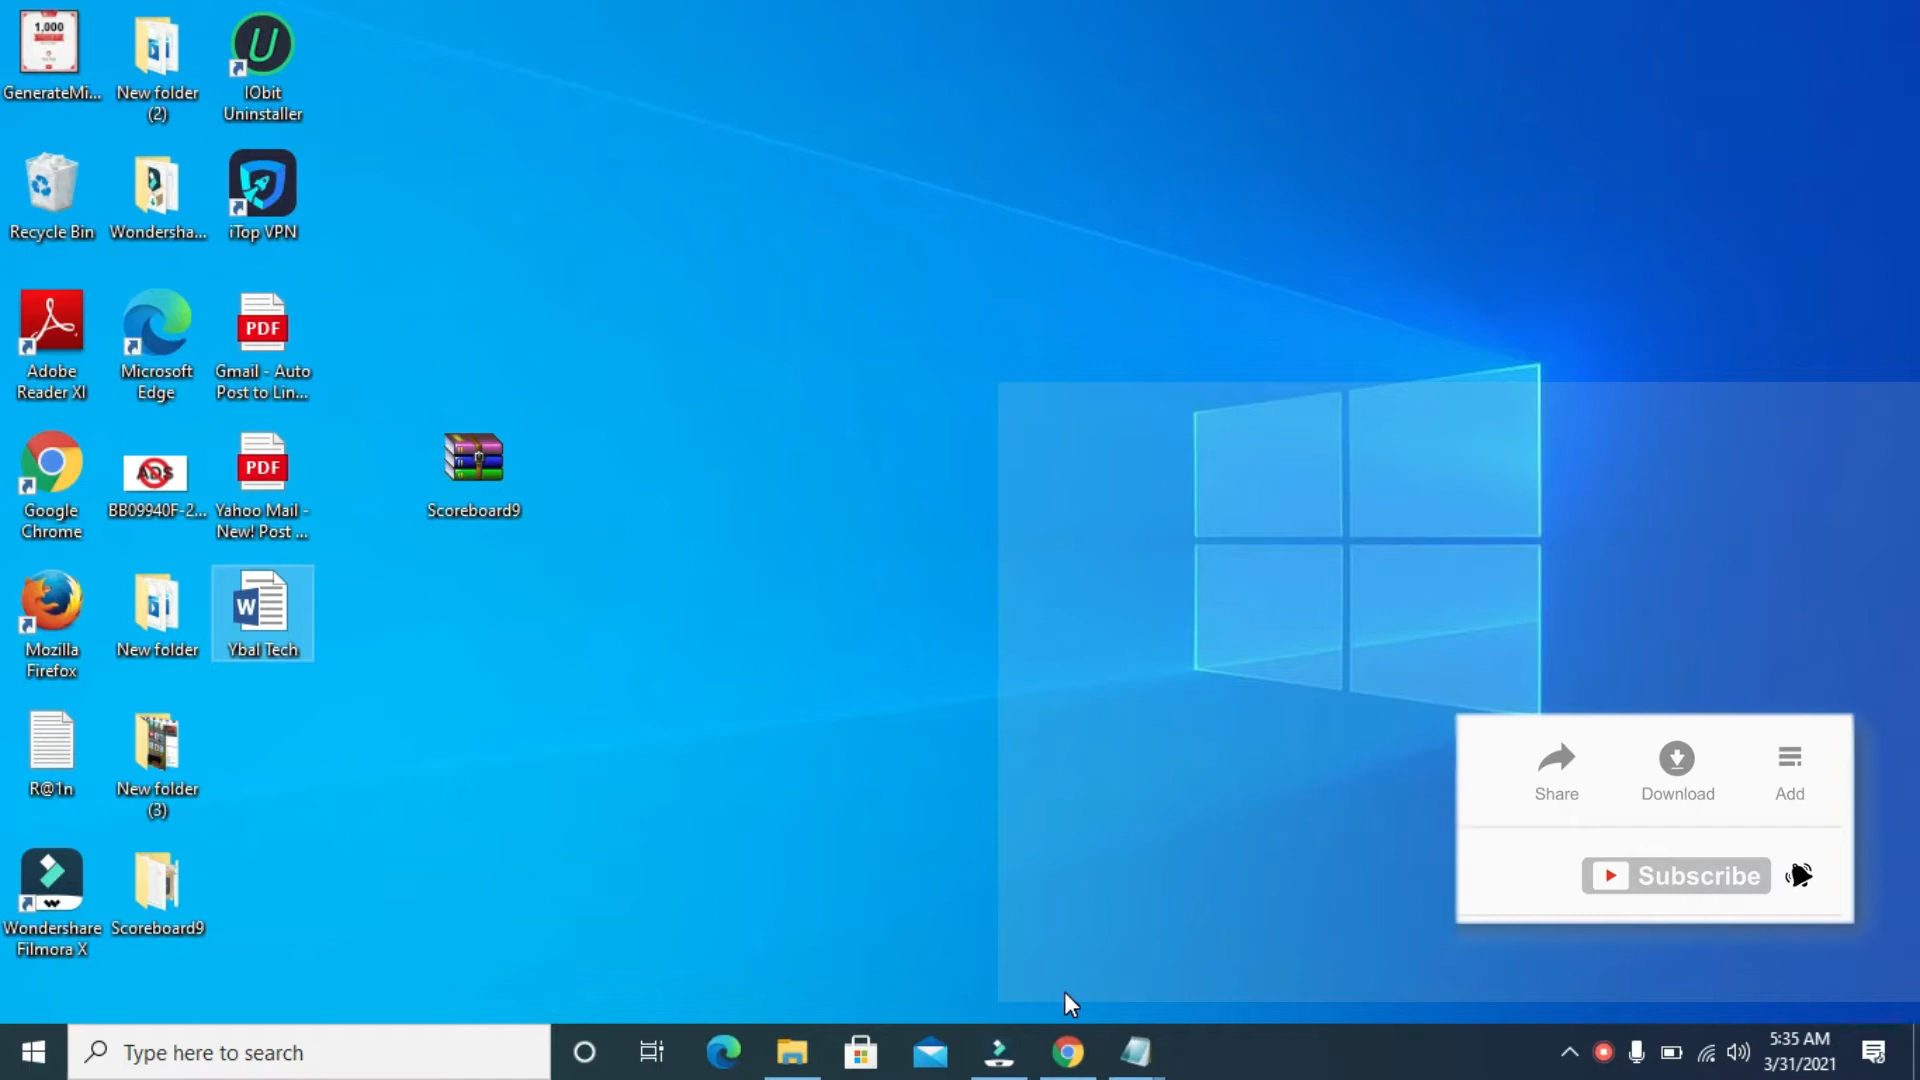 1,000
GenerateMi...
New folder
(2)
IObit
Uninstaller
Recycle Bin
Wondersha...
iTop VPN
Adobe
Reader XI
Microsoft
Edge
PDF
Gmail - Auto
Post to Lin...
Google
Chrome
ADS
BB09940F-2...
PDF
Yahoo Mail -
New! Post ...
Scoreboard9
Mozilla
Firefox
New folder
W
Ybal Tech
R@1n
New folder
(3)
Wondershare
Filmora X
Scoreboard9
Share
Download
Add
Subscribe
Type here to search
5:35 AM
3/31/2021